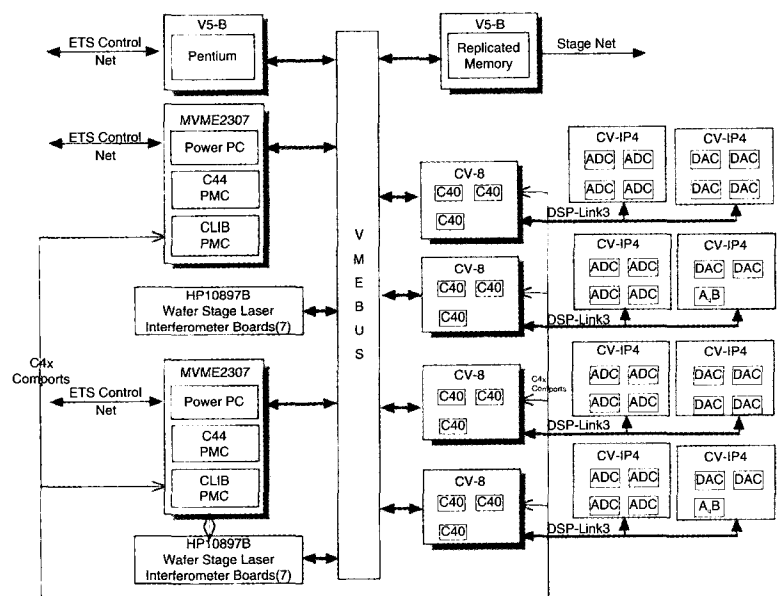 V5-B
ETS Control
Net
Pentium
MVME2307
ETS Control
Net
Power PC
C44
PMC
CLIB
PMC
HP10897B
Wafer Stage Laser
Interferometer Boards(7)
C4x
Comports
MVME2307
ETS Control
Net
Power PC
C44
PMC
CLIB
PMC
HP10897B
Wafer Stage Laser
Interferometer Boards(7)
V
M
E
B
U
S
V5-B
Replicated
Memory
Stage Net
CV-8
C40 C40
C40
DSP-Link3
CV-IP4
ADC ADC
ADC ADC
CV-IP4
DAC DAC
DAC DAC
CV-8
C40 C40
C40
DSP-Link3
CV-IP4
ADC ADC
ADC ADC
CV-IP4
DAC DAC
CV-8
C40 C40
C40
C4x
Comports
DSP-Link3
CV-IP4
ADC ADC
ADC ADC
CV-IP4
DAC DAC
DAC DAC
CV-8
C40 C40
C40
DSP-Link3
CV-IP4
ADC ADC
ADC ADC
CV-IP4
DAC DAC